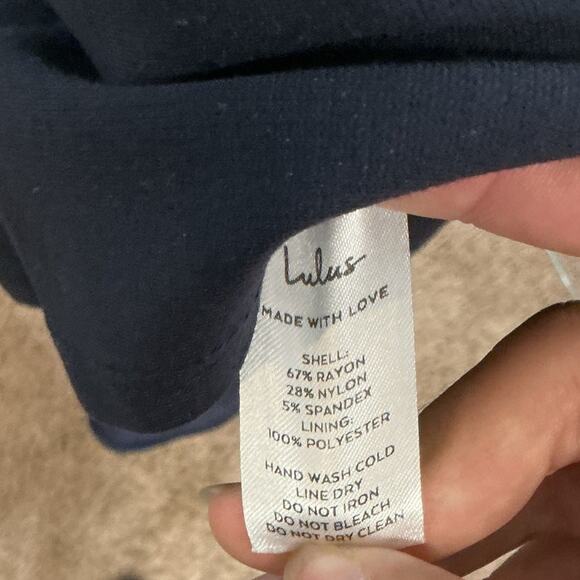 Lulus
MADE WITH LOVE
SHELL:
67% RAYON
28% NYLON
5% SPANDEX
LINING:
100% POLYESTER
HAND WASH COLD
LINE DRY
DO NOT IRON
DO NOT BLEACH
DO NOT DRY CLEAN